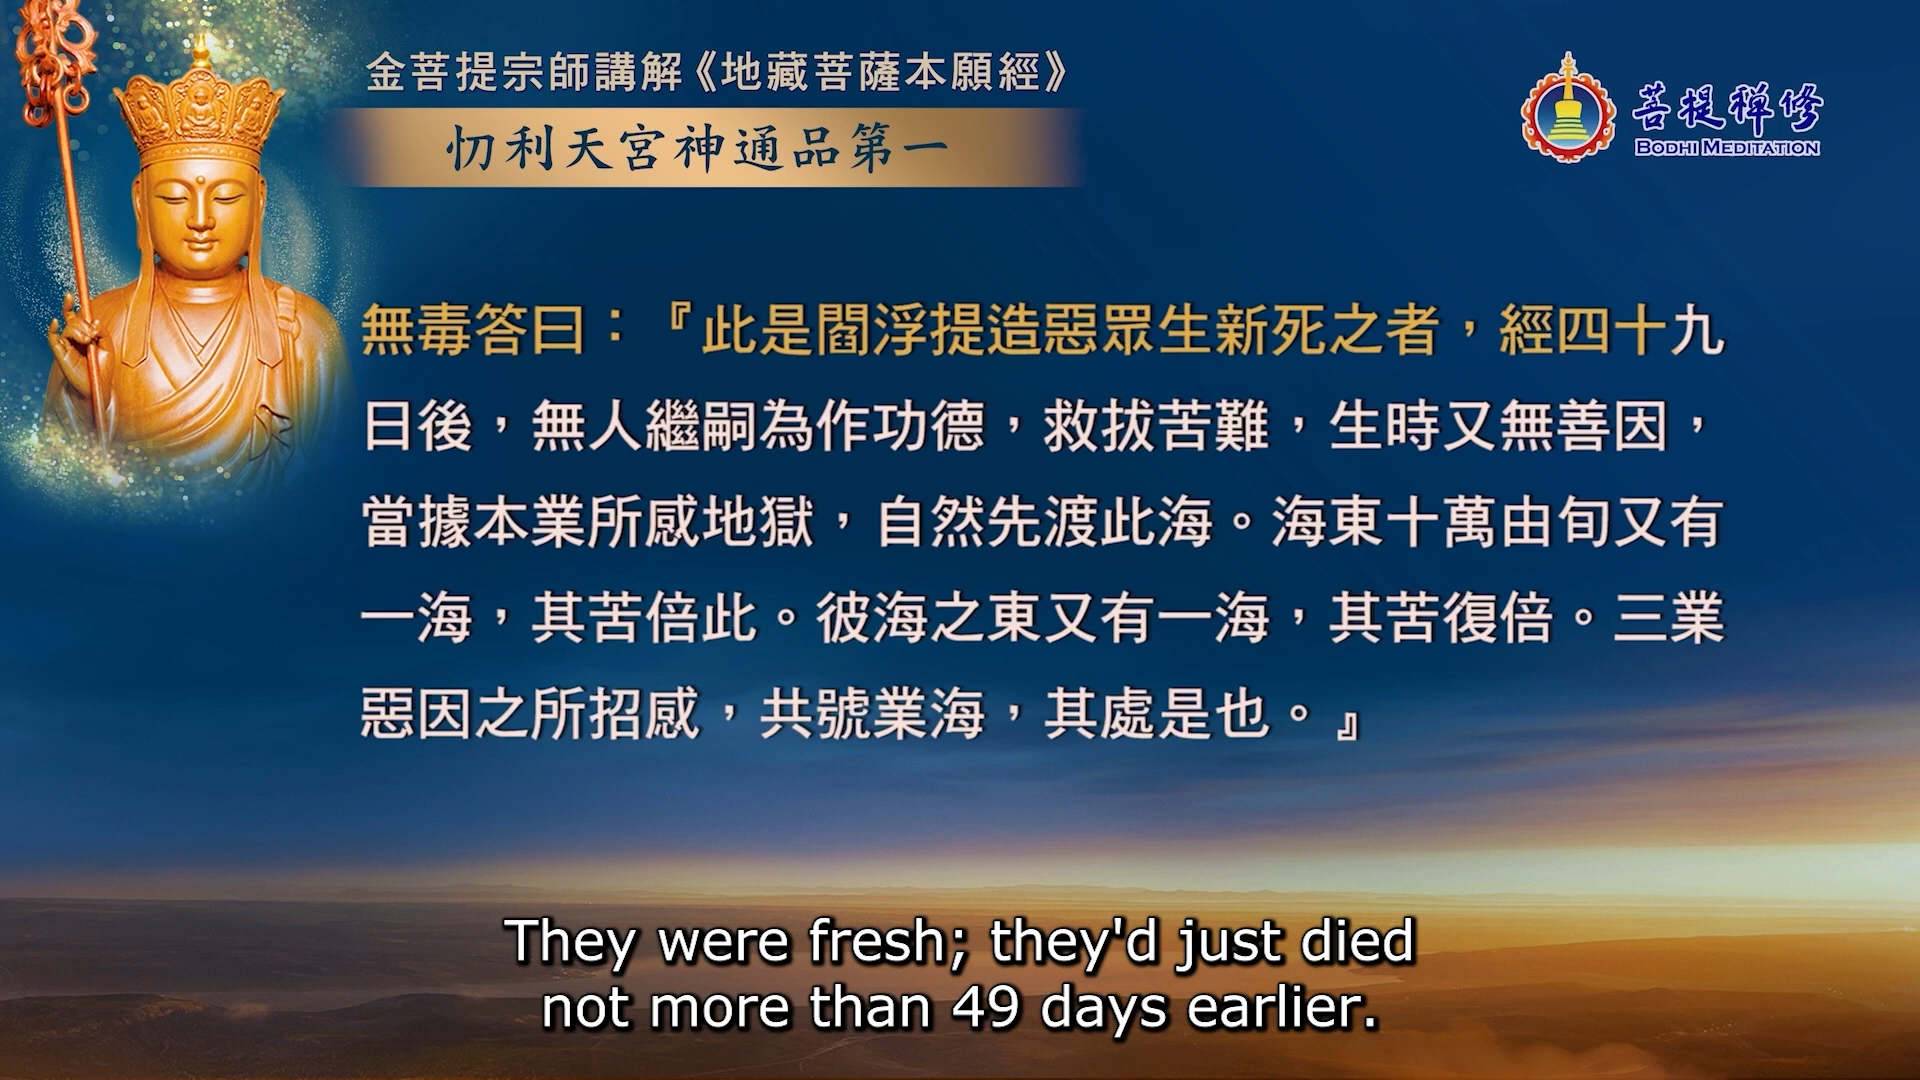 金菩提宗師講解《地藏菩薩本願經》
忉利天宮神通品第一
菩提禪修
BODHI MEDITATION
無毒答曰：『此是閻浮提造惡眾生新死之者，經四十九
日後，無人繼嗣為作功德，救拔苦難，生時又無善因，
當據本業所感地獄，自然先渡此海。海東十萬由旬又有
一海，其苦倍此。彼海之東又有一海，其苦復倍。三業
惡因之所招感，共號業海，其處是也。』
They were fresh; they'd just died
not more than 49 days earlier.